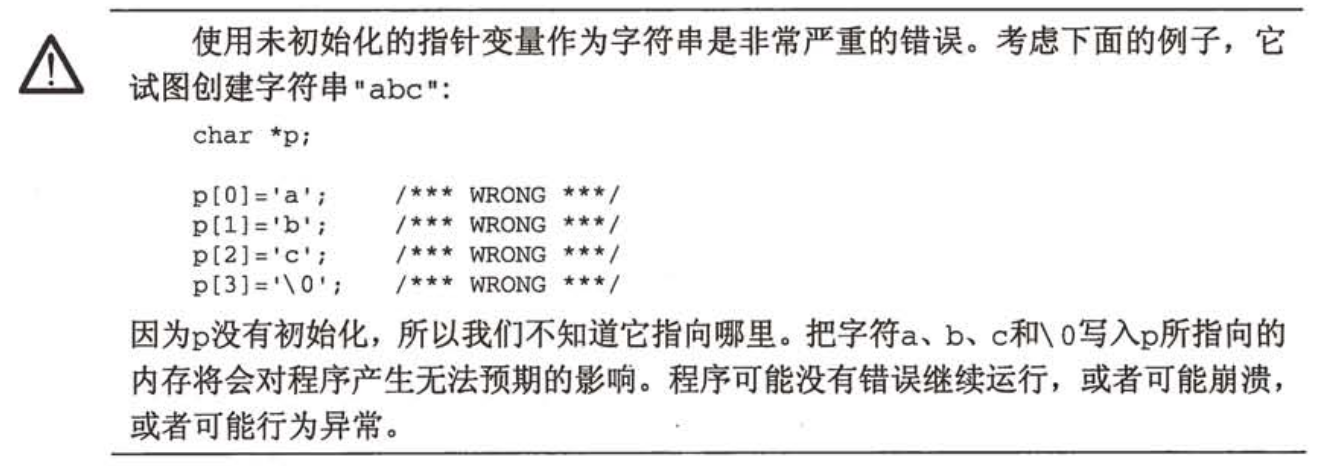 使用未初始化的指针变量作为字符串是非常严重的错误。考虑下面的例子，它
试图创建字符串"abc"：
char *p;
p[0]='a';    /*** WRONG ***/
p[1]='b';    /*** WRONG ***/
p[2]='c';    /*** WRONG ***/
p[3]='\0';   /*** WRONG ***/
因为p没有初始化，所以我们不知道它指向哪里。把字符a、b、c和\0写入p所指向的
内存将会对程序产生无法预期的影响。程序可能没有错误继续运行，或者可能崩溃，
或者可能行为异常。